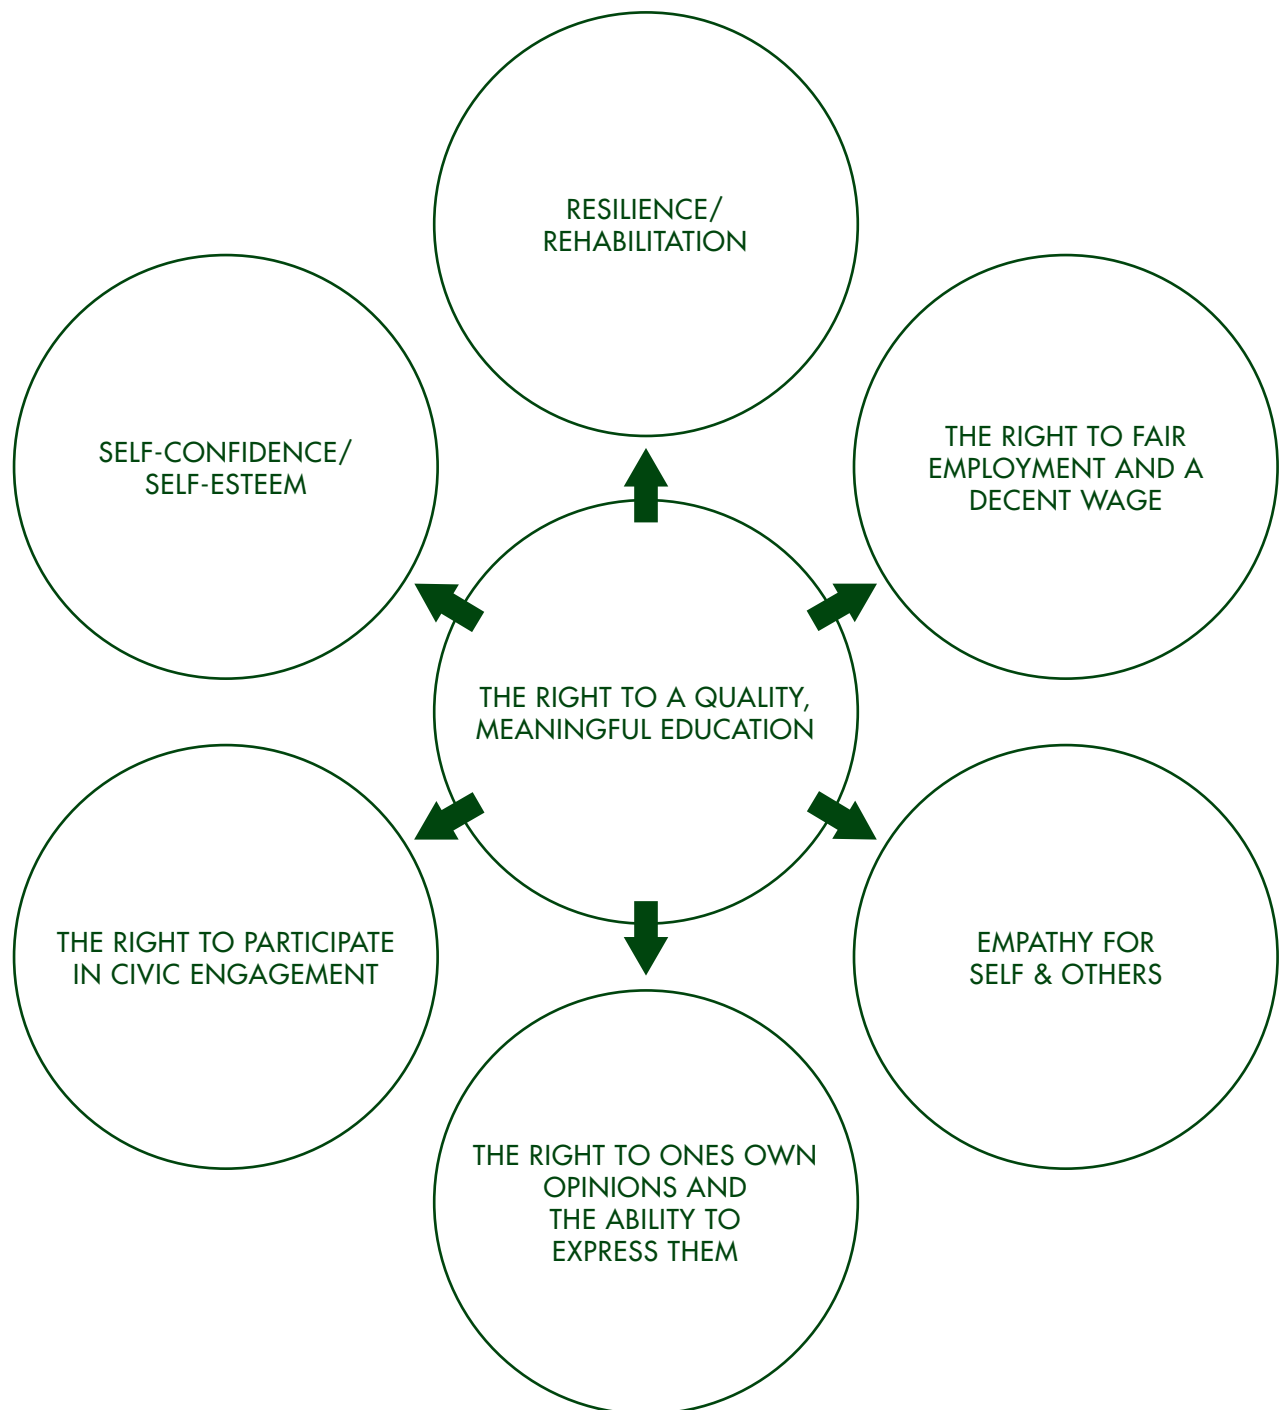 RESILIENCE/
REHABILITATION
SELF-CONFIDENCE/
SELF-ESTEEM
THE RIGHT TO FAIR
EMPLOYMENT AND A
DECENT WAGE
THE RIGHT TO A QUALITY,
MEANINGFUL EDUCATION
THE RIGHT TO PARTICIPATE
IN CIVIC ENGAGEMENT
EMPATHY FOR
SELF & OTHERS
THE RIGHT TO ONES OWN
OPINIONS AND
THE ABILITY TO
EXPRESS THEM